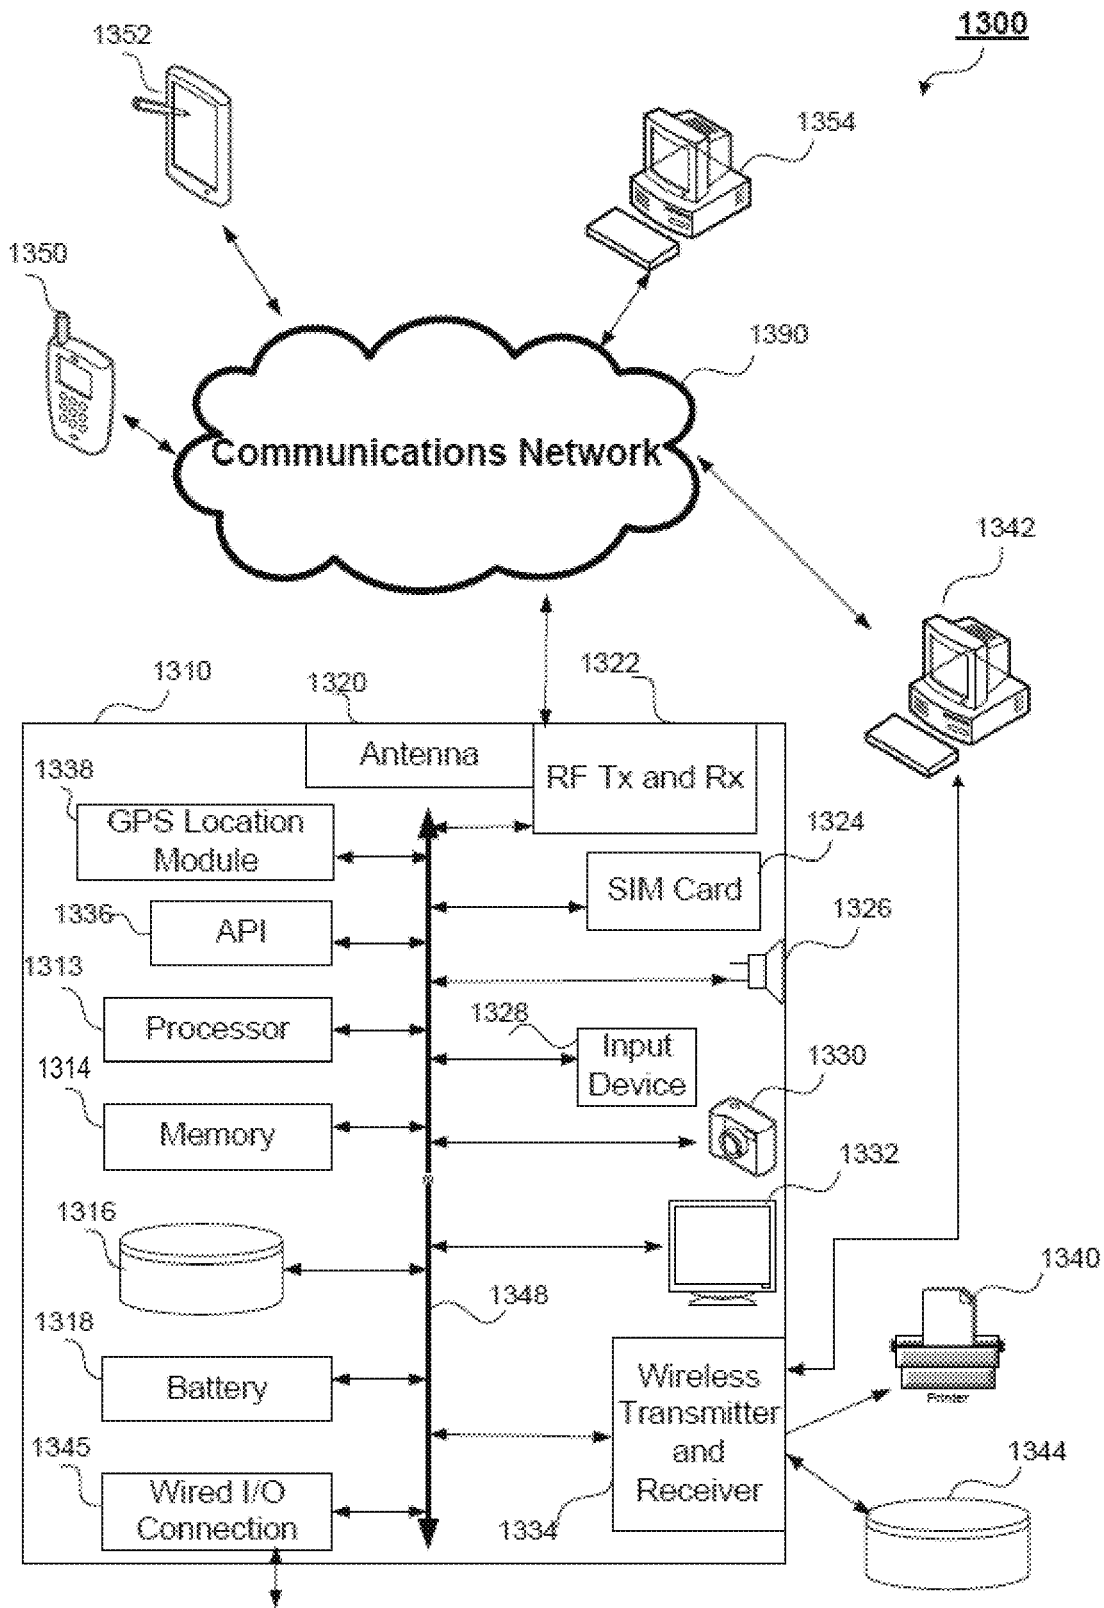 1300
1352
1354
1350
1390
Communications Network
1342
1310
1320
1322
Antenna
RF Tx and Rx
1338
GPS Location
Module
1324
SIM Card
1336
API
1326
1313
Processor
1328
Input
Device
1314
Memory
1330
1332
1316
1348
1340
Printer
1318
Battery
Wireless
Transmitter
and
Receiver
1345
Wired I/O
Connection
1334
1344